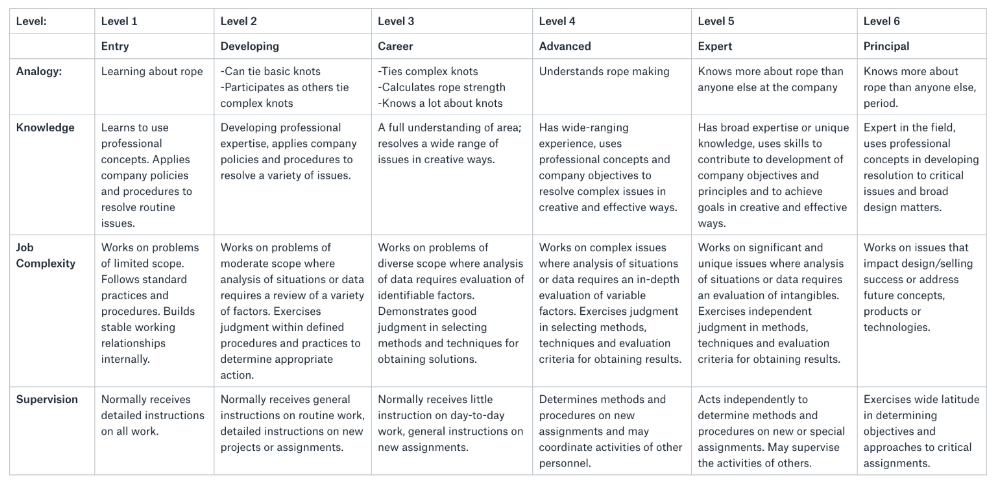 Level:
Level 1
Level 2
Level 3
Level 4
Level 5
Level 6
Entry
Developing
Career
Advanced
Expert
Principal
Analogy:
Learning about rope
-Can tie basic knots
-Participates as others tie
complex knots
-Ties complex knots
-Calculates rope strength
-Knows a lot about knots
Understands rope making
Knows more about rope than
anyone else at the company
Knows more about
rope than anyone else,
period.
Knowledge
Learns to use
professional
concepts. Applies
company policies
and procedures to
resolve routine
issues.
Developing professional
expertise, applies company
policies and procedures to
resolve a variety of issues.
A full understanding of area;
resolves a wide range of
issues in creative ways.
Has wide-ranging
experience, uses
professional concepts and
company objectives to
resolve complex issues in
creative and effective ways.
Has broad expertise or unique
knowledge, uses skills to
contribute to development of
company objectives and
principles and to achieve
goals in creative and effective
ways.
Expert in the field,
uses professional
concepts in developing
resolution to critical
issues and broad
design matters.
Job
Complexity
Works on problems
of limited scope.
Follows standard
practices and
procedures. Builds
stable working
relationships
internally.
Works on problems of
moderate scope where
analysis of situations or data
requires a review of a variety
of factors. Exercises
judgment within defined
procedures and practices to
determine appropriate
action.
Works on problems of
diverse scope where analysis
of data requires evaluation of
identifiable factors.
Demonstrates good
judgment in selecting
methods and techniques for
obtaining solutions.
Works on complex issues
where analysis of situations
or data requires an in-depth
evaluation of variable
factors. Exercises judgment
in selecting methods,
techniques and evaluation
criteria for obtaining results.
Works on significant and
unique issues where analysis
of situations or data requires
an evaluation of intangibles.
Exercises independent
judgment in methods,
techniques and evaluation
criteria for obtaining results.
Works on issues that
impact design/selling
success or address
future concepts,
products or
technologies.
Supervision
Normally receives
detailed instructions
on all work.
Normally receives general
instructions on routine work,
detailed instructions on new
projects or assignments.
Normally receives little
instruction on day-to-day
work, general instructions on
new assignments.
Determines methods and
procedures on new
assignments and may
coordinate activities of other
personnel.
Acts independently to
determine methods and
procedures on new or special
assignments. May supervise
the activities of others.
Exercises wide latitude
in determining
objectives and
approaches to critical
assignments.